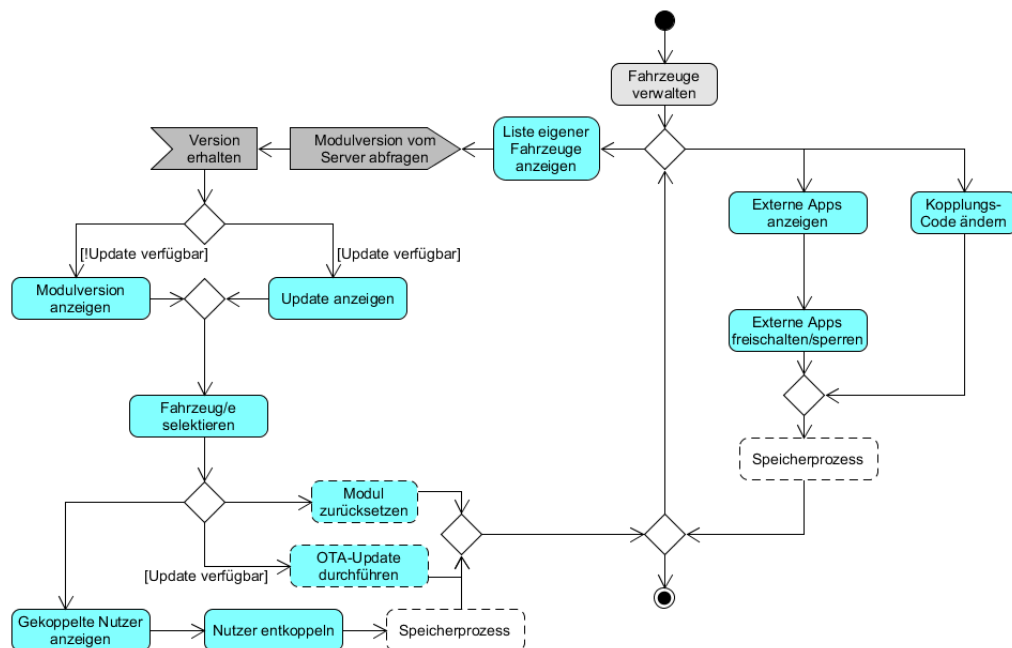 Fahrzeuge
verwalten
Liste eigener
Fahrzeuge
anzeigen
Modulversion vom
Server abfragen
Version
erhalten
[!Update verfügbar]
[Update verfügbar]
Modulversion
anzeigen
Update anzeigen
Fahrzeug/e
selektieren
Modul
zurücksetzen
OTA-Update
durchführen
[Update verfügbar]
Gekoppelte Nutzer
anzeigen
Nutzer entkoppeln
Speicherprozess
Externe Apps
anzeigen
Kopplungs-
Code ändern
Externe Apps
freischalten/sperren
Speicherprozess